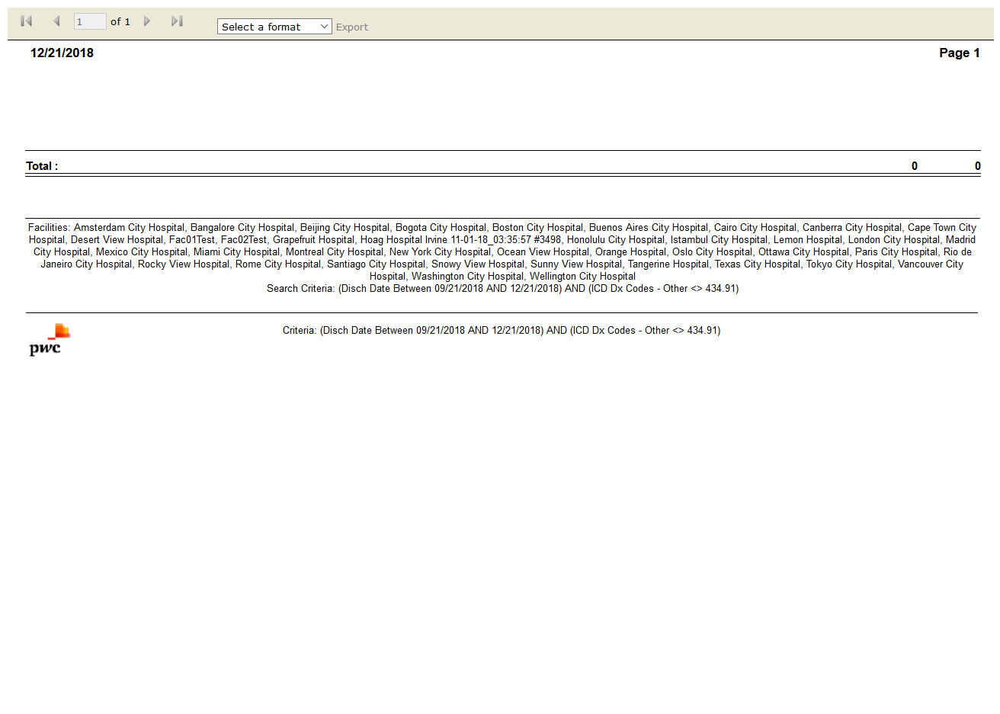 1 of 1 Select a format Export
12/21/2018 Page 1
Total : 0 0
Facilities: Amsterdam City Hospital, Bangalore City Hospital, Beijing City Hospital, Bogota City Hospital, Boston City Hospital, Buenos Aires City Hospital, Cairo City Hospital, Canberra City Hospital, Cape Town City
Hospital, Desert View Hospital, Fac01Test, Fac02Test, Grapefruit Hospital, Hoag Hospital Irvine 11-01-18_03:35:57 #3498, Honolulu City Hospital, Istambul City Hospital, Lemon Hospital, London City Hospital, Madrid
City Hospital, Mexico City Hospital, Miami City Hospital, Montreal City Hospital, New York City Hospital, Ocean View Hospital, Orange Hospital, Oslo City Hospital, Ottawa City Hospital, Paris City Hospital, Rio de
Janeiro City Hospital, Rocky View Hospital, Rome City Hospital, Santiago City Hospital, Snowy View Hospital, Sunny View Hospital, Tangerine Hospital, Texas City Hospital, Tokyo City Hospital, Vancouver City
Hospital, Washington City Hospital, Wellington City Hospital
Search Criteria: (Disch Date Between 09/21/2018 AND 12/21/2018) AND (ICD Dx Codes - Other <> 434.91)
Criteria: (Disch Date Between 09/21/2018 AND 12/21/2018) AND (ICD Dx Codes - Other <> 434.91)
pwc